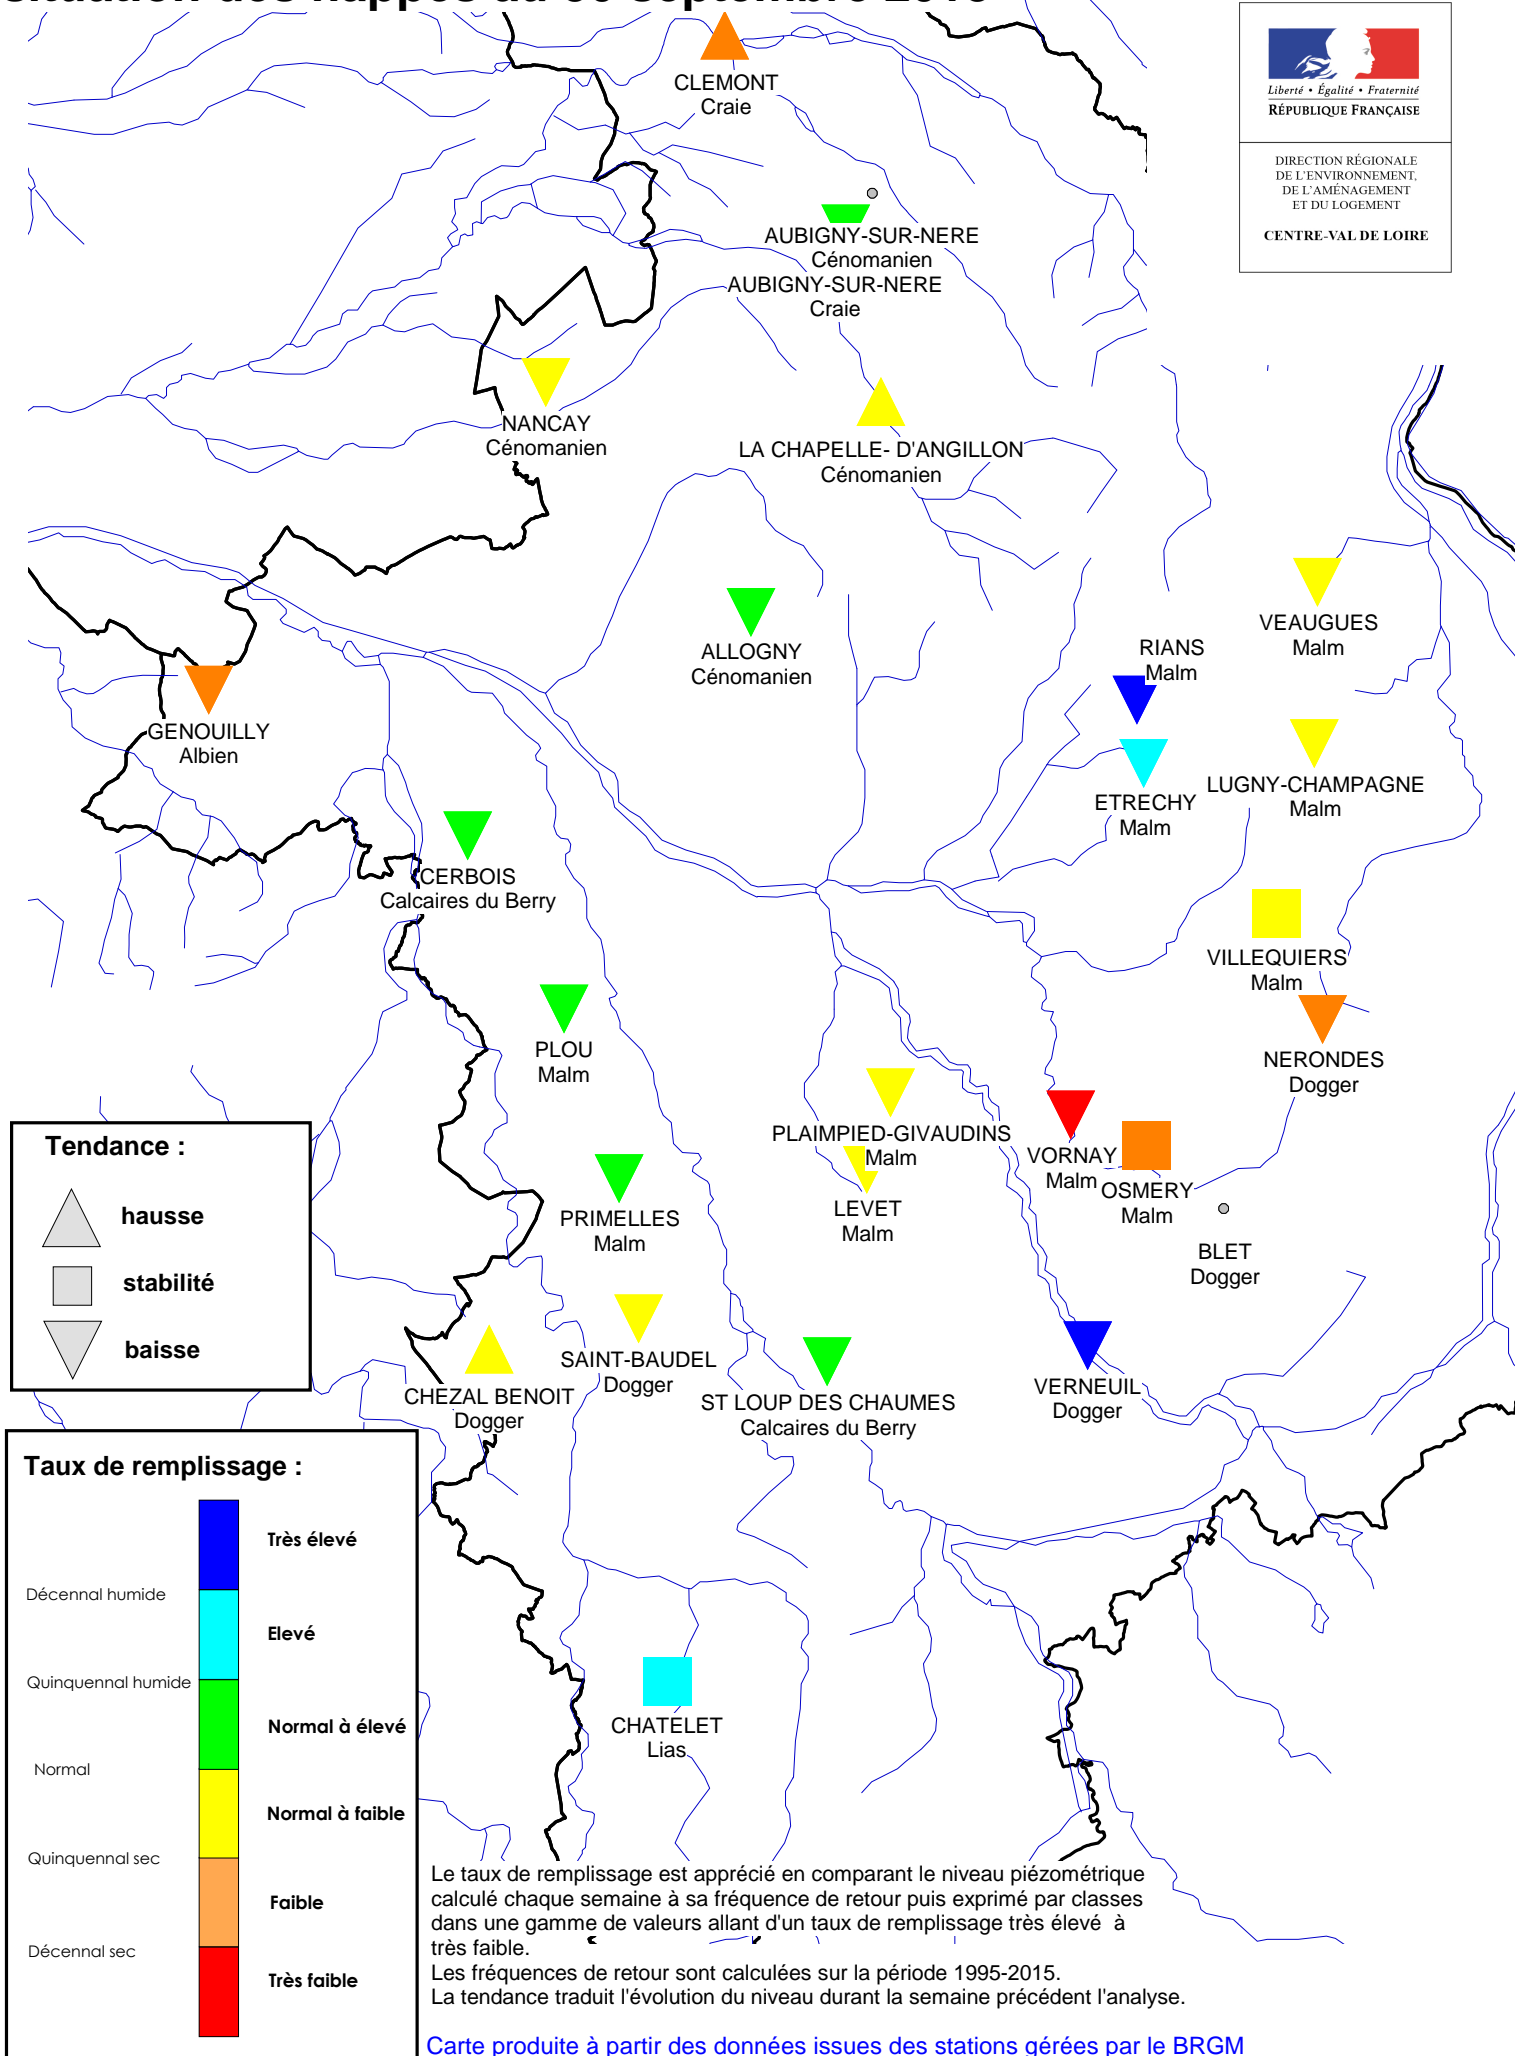 CLEMONT
Craie
Liberté • Égalité • Fraternité
RÉPUBLIQUE FRANÇAISE
DIRECTION RÉGIONALE
DE L'ENVIRONNEMENT,
DE L'AMÉNAGEMENT
ET DU LOGEMENT
CENTRE-VAL DE LOIRE
AUBIGNY-SUR-NERE
Cénomanien
AUBIGNY-SUR-NERE
Craie
NANCAY
Cénomanien
LA CHAPELLE- D'ANGILLON
Cénomanien
VEAUGUES
Malm
ALLOGNY
Cénomanien
RIANS
Malm
GENOUILLY
Albien
ETRECHY
Malm
LUGNY-CHAMPAGNE
Malm
CERBOIS
Calcaires du Berry
VILLEQUIERS
Malm
PLOU
Malm
NERONDES
Dogger
PLAIMPIED-GIVAUDINS
Malm
VORNAY
Malm
OSMERY
Malm
LEVET
Malm
PRIMELLES
Malm
BLET
Dogger
Tendance :
hausse
stabilité
baisse
SAINT-BAUDEL
Dogger
CHEZAL BENOIT
Dogger
ST LOUP DES CHAUMES
Calcaires du Berry
VERNEUIL
Dogger
Taux de remplissage :
Très élevé
Décennal humide
Elevé
Quinquennal humide
Normal à élevé
Normal
Normal à faible
Quinquennal sec
Faible
Décennal sec
Très faible
CHATELET
Lias
Le taux de remplissage est apprécié en comparant le niveau piézométrique
calculé chaque semaine à sa fréquence de retour puis exprimé par classes
dans une gamme de valeurs allant d'un taux de remplissage très élevé à
très faible.
Les fréquences de retour sont calculées sur la période 1995-2015.
La tendance traduit l'évolution du niveau durant la semaine précédent l'analyse.
Carte produite à partir des données issues des stations gérées par le BRGM